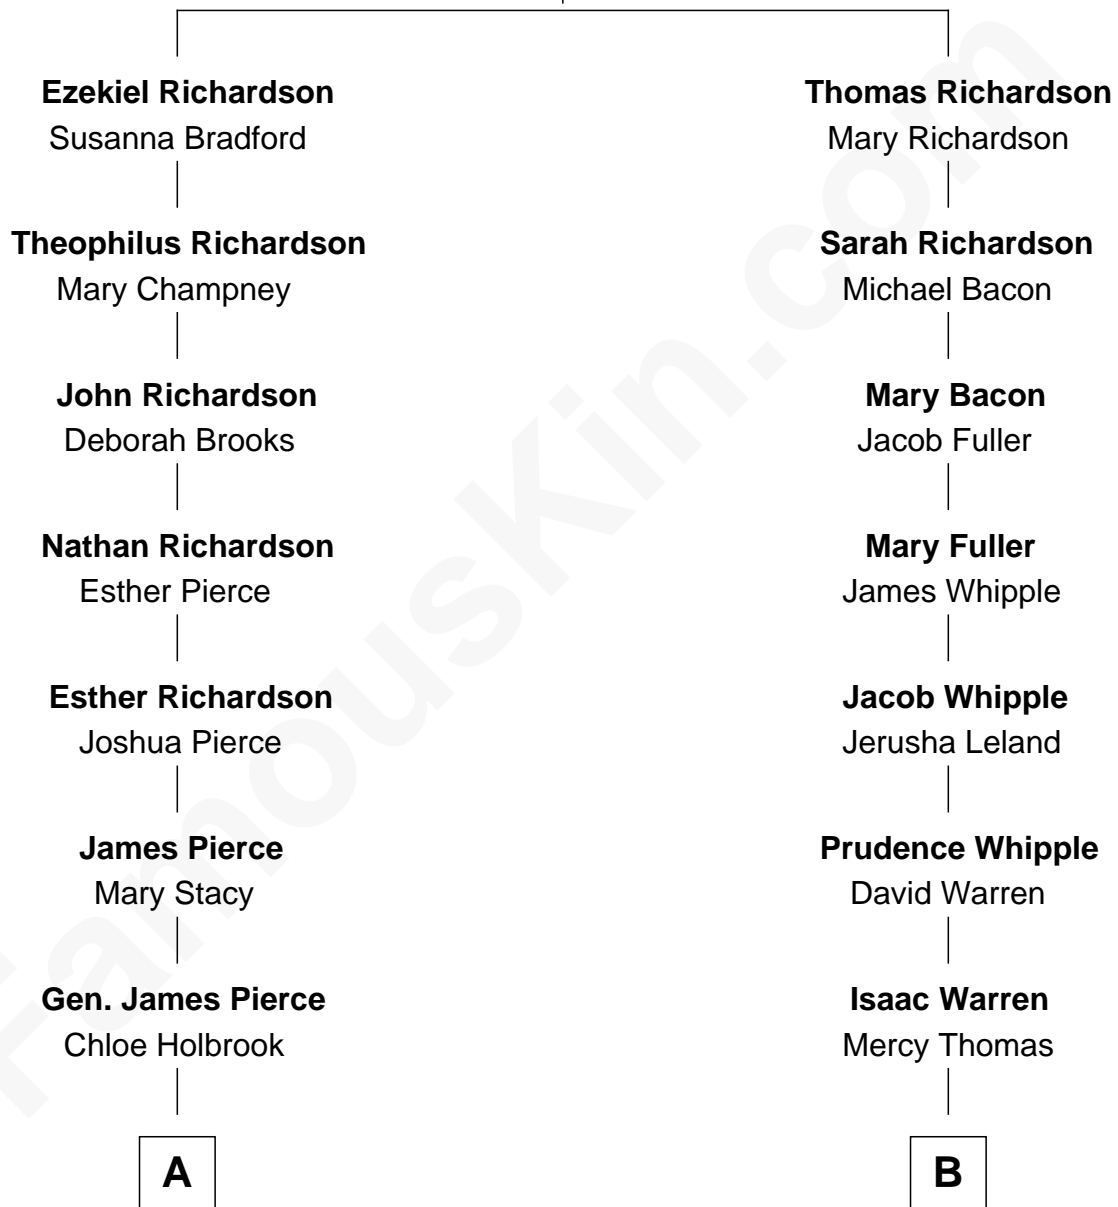 Ezekiel Richardson
Susanna Bradford
Theophilus Richardson
Mary Champney
John Richardson
Deborah Brooks
Nathan Richardson
Esther Pierce
Esther Richardson
Joshua Pierce
James Pierce
Mary Stacy
Gen. James Pierce
Chloe Holbrook
A
Thomas Richardson
Mary Richardson
Sarah Richardson
Michael Bacon
Mary Bacon
Jacob Fuller
Mary Fuller
James Whipple
Jacob Whipple
Jerusha Leland
Prudence Whipple
David Warren
Isaac Warren
Mercy Thomas
B
FamousKin.com